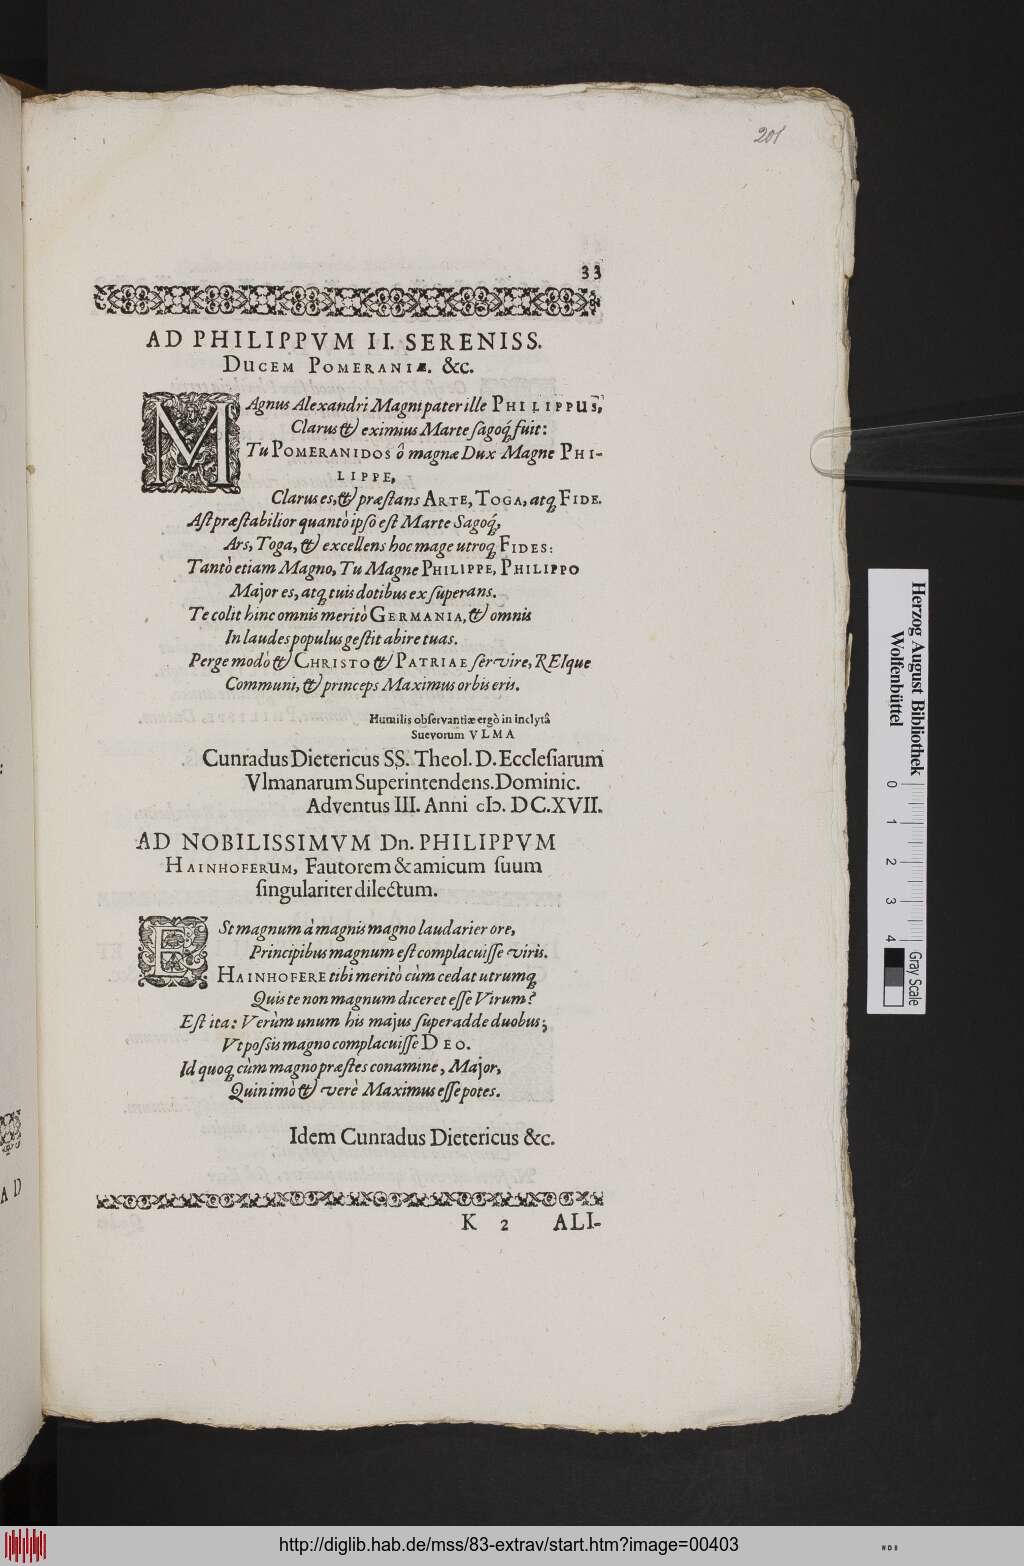 201
33
AD PHILIPPVM II. SERENISS.
DUCEM POMERANIÆ. &c.
MAgnus Alexandri Magni pater ille PHILIPPUS,
Clarus & eximius Marte sagoq́; fuit:
Tu POMERANIDOS ô magnæ Dux Magne PHI-
LIPPE,
Clarus es, & præstans ARTE, TOGA, atq; FIDE.
Ast præstabilior quantò ipsô est Marte Sagoq́;
Ars, Toga, & excellens hoc mage utroq; FIDES:
Tantò etiam Magno, Tu Magne PHILIPPE, PHILIPPO
Major es, atq; tuis dotibus exsuperans.
Te colit hinc omnis meritò GERMANIA, & omnis
In laudes populus gestit abire tuas.
Perge modò & CHRISTO & PATRIAE servire, REIque
Communi, & princeps Maximus orbis eris.
Humilis observantiæ ergò in inclytâ
Suevorum VLMA
Cunradus Dietericus SS. Theol. D. Ecclesiarum
Vlmanarum Superintendens. Dominic.
Adventus III. Anni cIↄ. DC.XVII.
AD NOBILISSIMVM Dn. PHILIPPVM
HAINHOFERUM, Fautorem & amicum suum
singulariter dilectum.
ESt magnum à magnis magno laudarier ore,
Principibus magnum est complacuisse viris.
HAINHOFERE tibi meritò cùm cedat utrumq;
Quis te non magnum diceret esse Virum?
Est ita: Verùm unum his majus superadde duobus;
Vt possis magno complacuisse DEO.
Id quoq; cùm magno præstes conamine, Major,
Quin imò & verè Maximus esse potes.
Idem Cunradus Dietericus &c.
K 2 ALI-
AD
Herzog August Bibliothek
Wolfenbüttel
0 1 2 3 4
Gray Scale
http://diglib.hab.de/mss/83-extrav/start.htm?image=00403